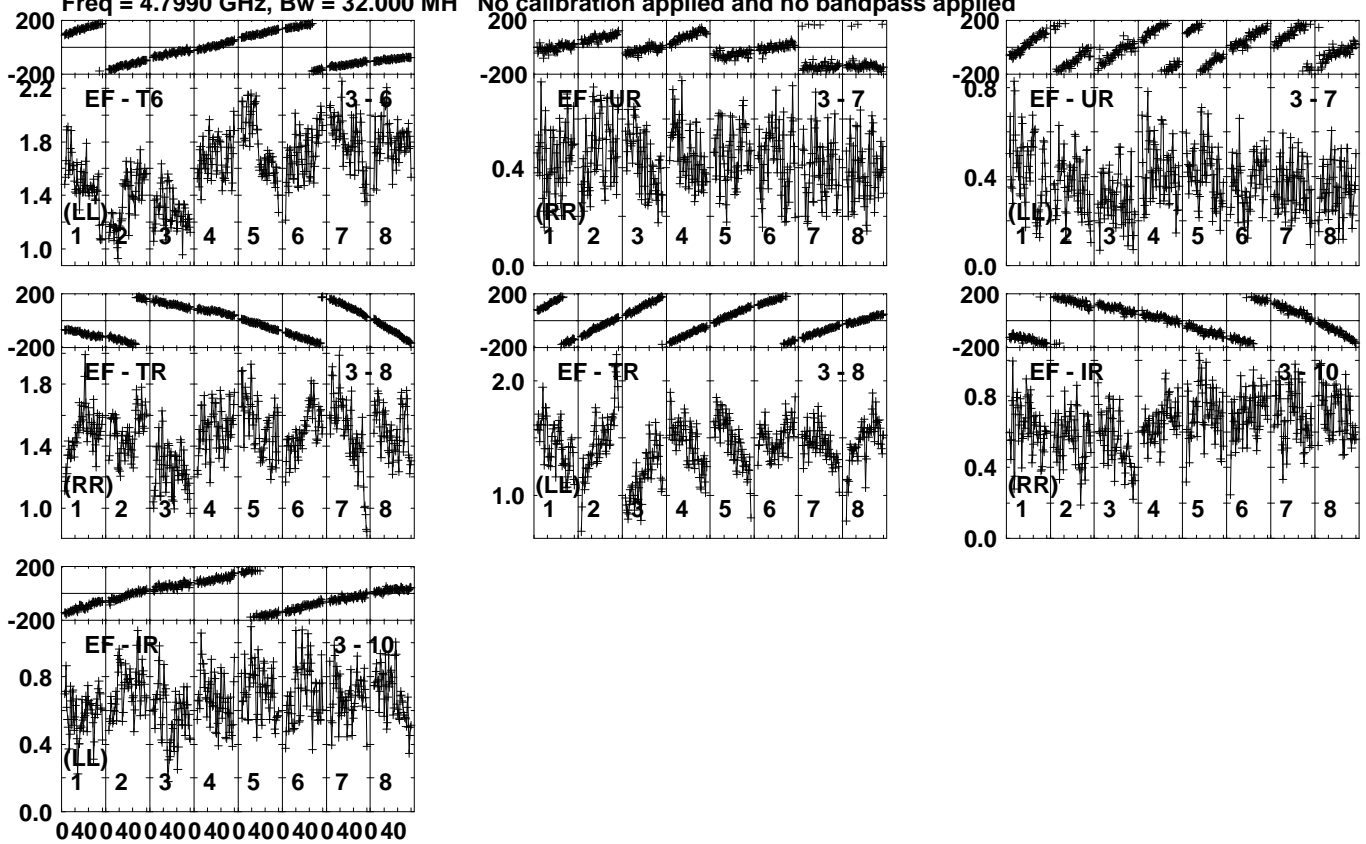 Freq = 4.7990 GHz, Bw = 32.000 MH   No calibration applied and no bandpass applied
200
-200
2.2
1.8
1.4
1.0
EF - T6
3 - 6
(LL)
1 2 3 4 5 6 7 8
200
-200
0.4
0.0
EF - UR
3 - 7
(RR)
1 2 3 4 5 6 7 8
200
-200
0.8
0.4
0.0
EF - UR
3 - 7
(LL)
1 2 3 4 5 6 7 8
200
-200
1.8
1.4
1.0
EF - TR
3 - 8
(RR)
1 2 3 4 5 6 7 8
200
-200
2.0
1.0
EF - TR
3 - 8
(LL)
1 2 3 4 5 6 7 8
200
-200
0.8
0.4
0.0
EF - IR
3 - 10
(RR)
1 2 3 4 5 6 7 8
200
-200
0.8
0.4
0.0
EF - IR
3 - 10
(LL)
1 2 3 4 5 6 7 8
0 40 0 40 0 40 0 40 0 40 0 40 0 40 0 40